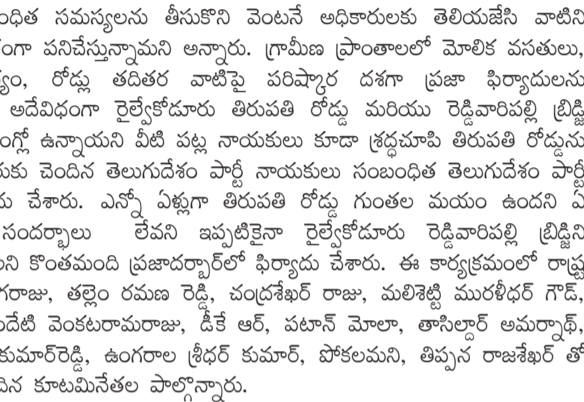 ంధిత సమస్యలను తీసుకొని వెంటనే అధికారులకు తెలియజేసి వాటిని
ంగా పనిచేస్తున్నామని అన్నారు. గ్రామీణ ప్రాంతాలలో మోలిక వసతులు,
్యం, రోడ్లు తదితర వాటిపై పరిష్కార దశగా ప్రజా ఫిర్యాదులను
అదేవిధంగా రైల్వేకోడూరు తిరుపతి రోడ్డు మరియు రెడ్డివారిపల్లి బ్రిడ్జి
ంగ్లో ఉన్నాయని వీటి పట్ల నాయకులు కూడా శ్రద్ధచూపి తిరుపతి రోడ్డును
ుకు చెందిన తెలుగుదేశం పార్టీ నాయకులు సంబంధిత తెలుగుదేశం పార్టీ
దు చేశారు. ఎన్నో ఏళ్లుగా తిరుపతి రోడ్డు గుంతల మయం ఉందని ఏ
సందర్భాలు లేవని ఇప్పటికైనా రైల్వేకోడూరు రెడ్డివారిపల్లి బ్రిడ్జిని
లని కొంతమంది ప్రజాదర్బార్‌లో ఫిర్యాదు చేశారు. ఈ కార్యక్రమంలో రాష్ట్ర
గరాజు, తల్లెం రమణ రెడ్డి, చంద్రశేఖర్ రాజు, మలిశెట్టి మురళీధర్ గౌడ్,
ందేటి వెంకటరామరాజు, డీకే ఆర్, పటాన్ మోలా, తాసిల్దార్ అమర్నాథ్,
కుమార్‌రెడ్డి, ఉంగరాల శ్రీధర్ కుమార్, పోకలమని, తిప్పన రాజశేఖర్ తో
దిన కూటమినేతల పాల్గొన్నారు.